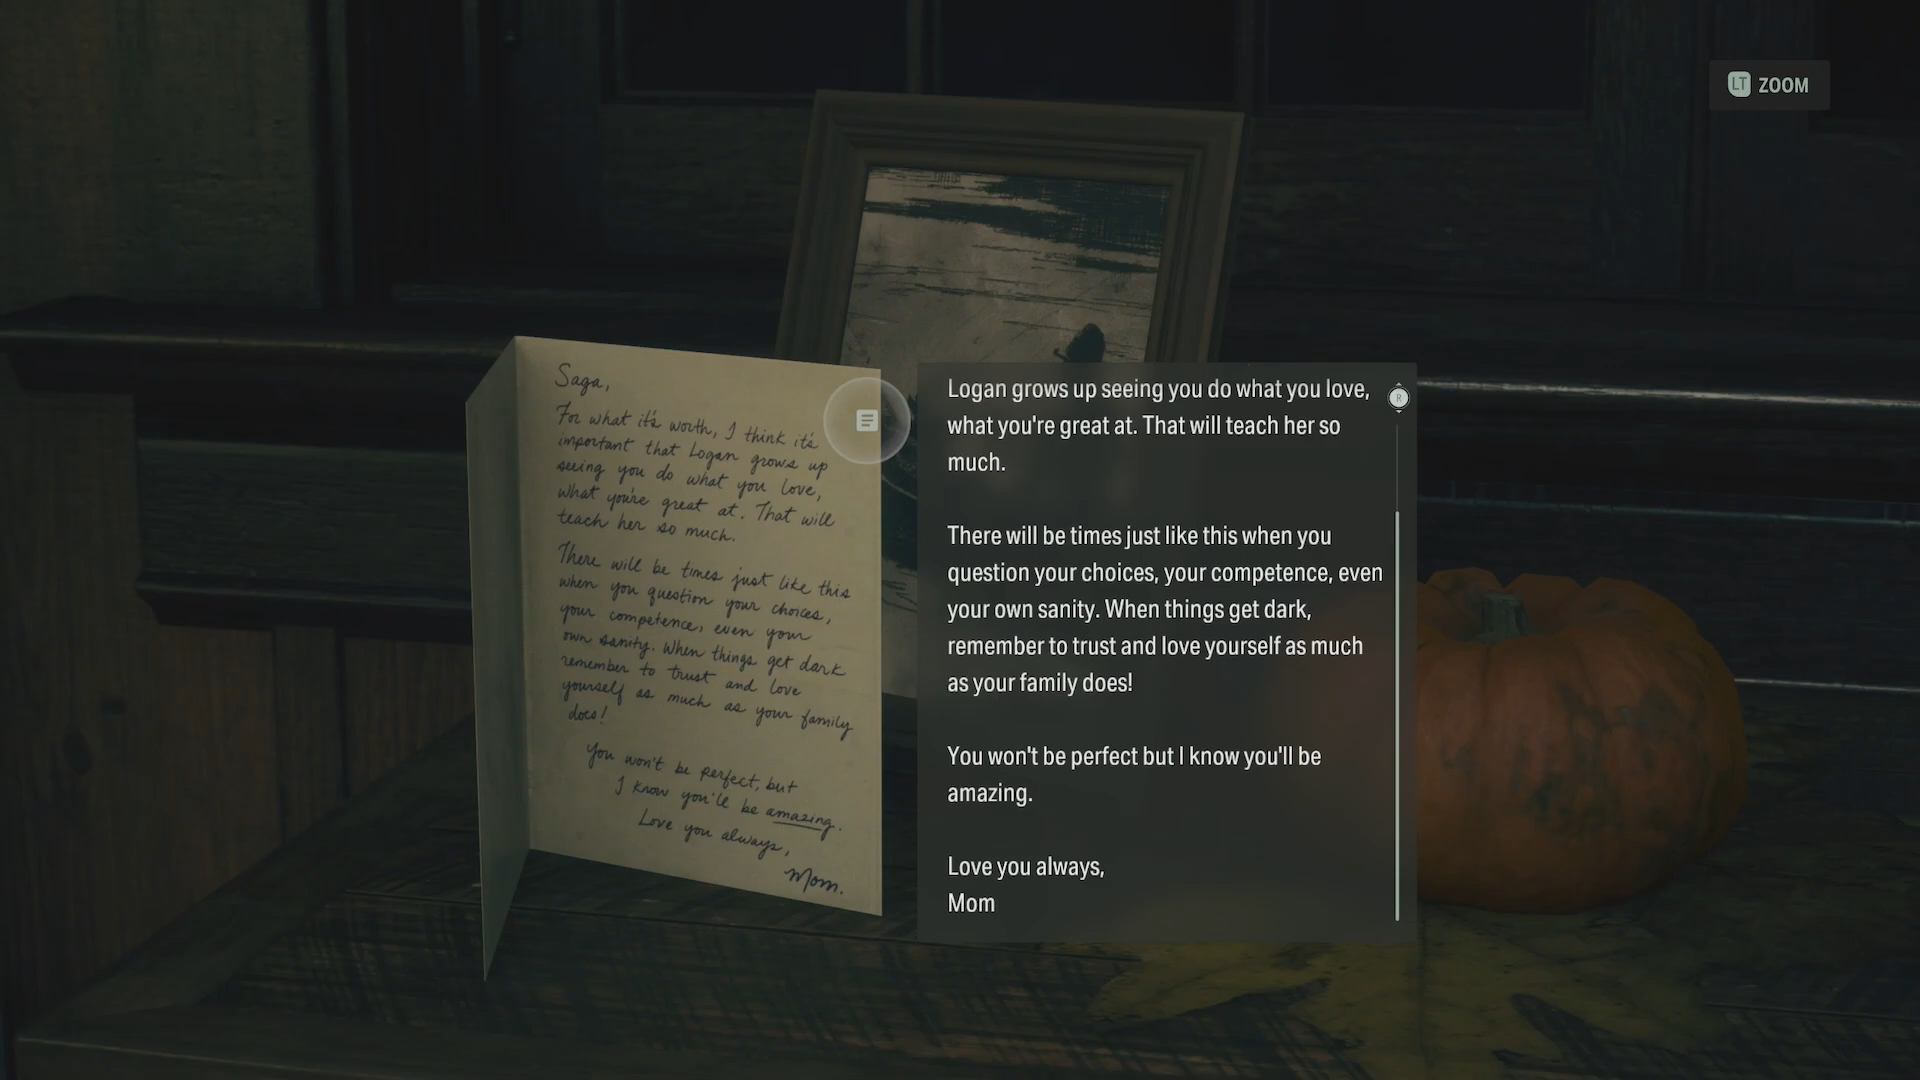 LT ZOOM
Saga,
For what it's worth, I think it's
important that Logan grows up
seeing you do what you love,
what you're great at. That will
teach her so much.
There will be times just like this
when you question your choices,
your competence, even your
own sanity. When things get dark
remember to trust and love
yourself as much as your family
does!
You won't be perfect, but
I know you'll be amazing.
Love you always,
Mom.
Logan grows up seeing you do what you love,
what you're great at. That will teach her so
much.
There will be times just like this when you
question your choices, your competence, even
your own sanity. When things get dark,
remember to trust and love yourself as much
as your family does!
You won't be perfect but I know you'll be
amazing.
Love you always,
Mom
R